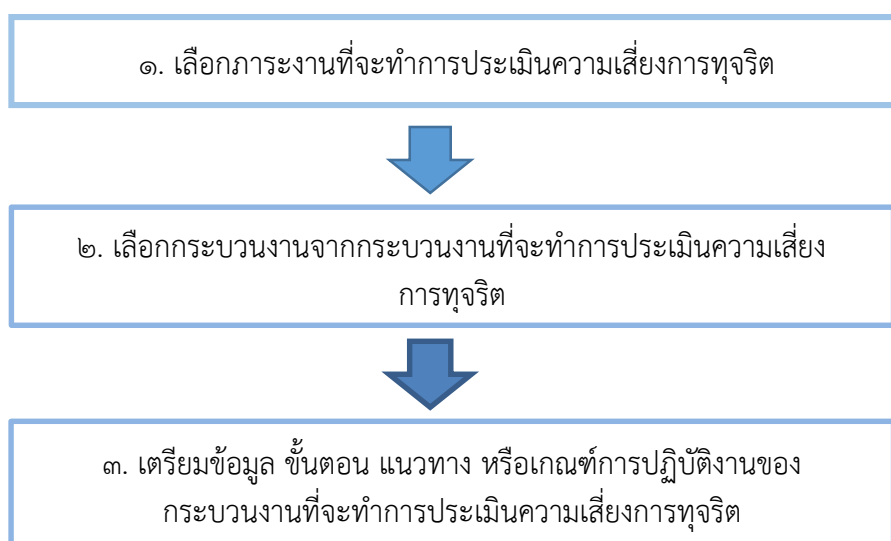 ๑. เลือกภาระงานที่จะทำการประเมินความเสี่ยงการทุจริต
๒. เลือกกระบวนงานจากกระบวนงานที่จะทำการประเมินความเสี่ยง
การทุจริต
๓. เตรียมข้อมูล ขั้นตอน แนวทาง หรือเกณฑ์การปฏิบัติงานของ
กระบวนงานที่จะทำการประเมินความเสี่ยงการทุจริต